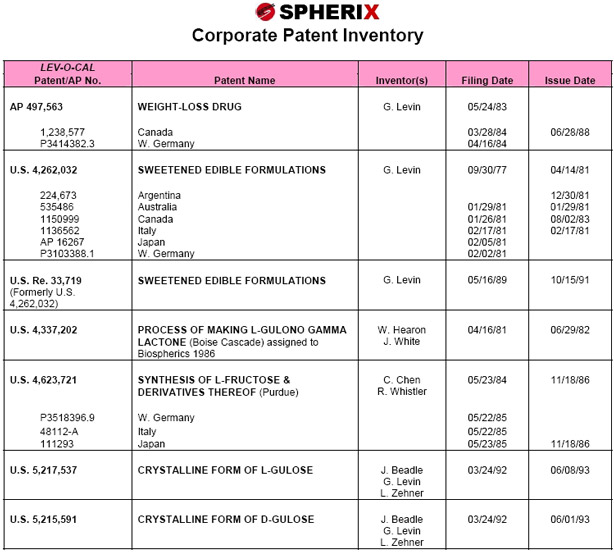 SPHERIX
Corporate Patent Inventory
LEV-O-CAL
Patent/AP No. Patent Name Inventor(s) Filing Date Issue Date
AP 497,563 WEIGHT-LOSS DRUG G. Levin 05/24/83
1,238,577 Canada 03/28/84 06/28/88
P3414382.3 W. Germany 04/16/84
U.S. 4,262,032 SWEETENED EDIBLE FORMULATIONS G. Levin 09/30/77 04/14/81
224,673 Argentina 12/30/81
535486 Australia 01/29/81 01/29/81
1150999 Canada 01/26/81 08/02/83
1136562 Italy 02/17/81 02/17/81
AP 16267 Japan 02/05/81
P3103388.1 W. Germany 02/02/81
U.S. Re. 33,719 SWEETENED EDIBLE FORMULATIONS G. Levin 05/16/89 10/15/91
(Formerly U.S.
4,262,032)
U.S. 4,337,202 PROCESS OF MAKING L-GULONO GAMMA W. Hearon 04/16/81 06/29/82
LACTONE (Boise Cascade) assigned to J. White
Biospherics 1986
U.S. 4,623,721 SYNTHESIS OF L-FRUCTOSE & C. Chen 05/23/84 11/18/86
DERIVATIVES THEREOF (Purdue) R. Whistler
P3518396.9 W. Germany 05/22/85
48112-A Italy 05/22/85
111293 Japan 05/23/85 11/18/86
U.S. 5,217,537 CRYSTALLINE FORM OF L-GULOSE J. Beadle 03/24/92 06/08/93
G. Levin
L. Zehner
U.S. 5,215,591 CRYSTALLINE FORM OF D-GULOSE J. Beadle 03/24/92 06/01/93
G. Levin
L. Zehner